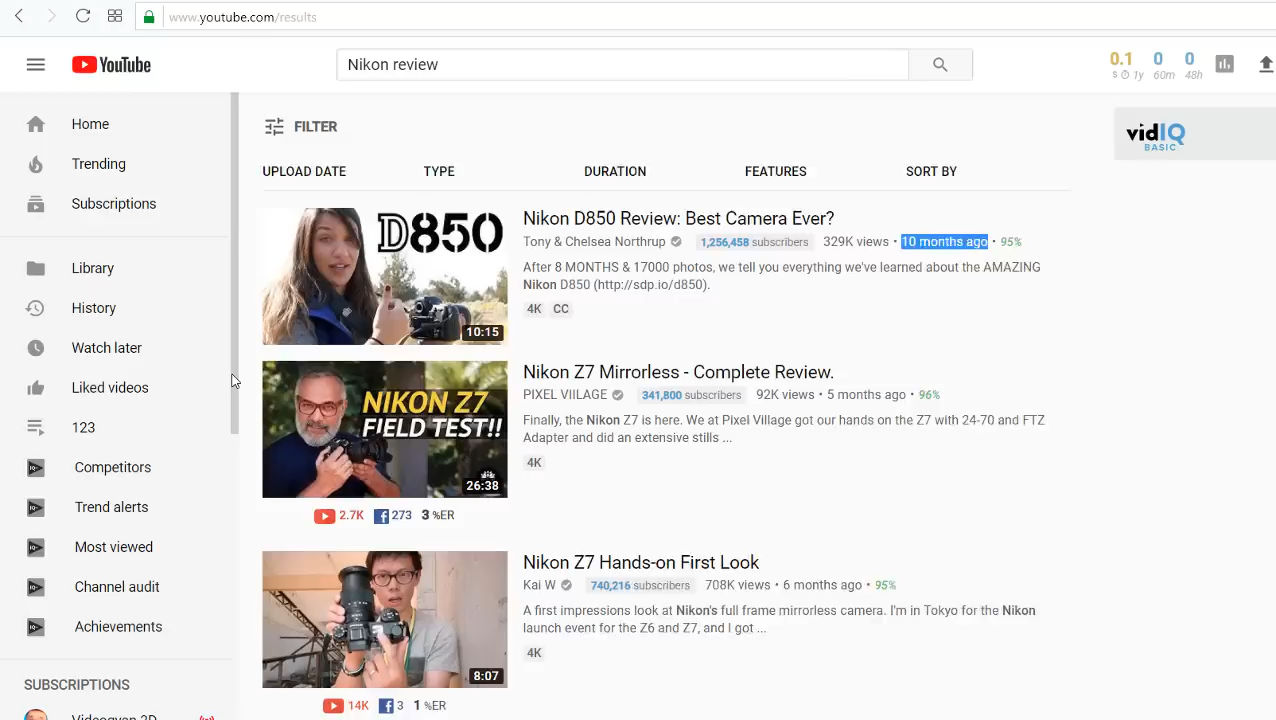 www.youtube.com/results
YouTube
Nikon review
0.1 0 0
s 1y 60m 48h
Home
Trending
Subscriptions
Library
History
Watch later
Liked videos
123
Competitors
Trend alerts
Most viewed
Channel audit
Achievements
SUBSCRIPTIONS
FILTER
UPLOAD DATE TYPE DURATION FEATURES SORT BY
vidIQ
BASIC
D850
10:15
Nikon D850 Review: Best Camera Ever?
Tony & Chelsea Northrup 1,256,458 subscribers 329K views • 10 months ago • 95%
After 8 MONTHS & 17000 photos, we tell you everything we've learned about the AMAZING
Nikon D850 (http://sdp.io/d850).
4K CC
NIKON Z7
FIELD TEST!!
26:38
Nikon Z7 Mirrorless - Complete Review.
PIXEL VIILAGE 341,800 subscribers 92K views • 5 months ago • 96%
Finally, the Nikon Z7 is here. We at Pixel Village got our hands on the Z7 with 24-70 and FTZ
Adapter and did an extensive stills ...
4K
2.7K 273 3 %ER
8:07
Nikon Z7 Hands-on First Look
Kai W 740,216 subscribers 708K views • 6 months ago • 95%
A first impressions look at Nikon's full frame mirrorless camera. I'm in Tokyo for the Nikon
launch event for the Z6 and Z7, and I got ...
4K
14K 3 1 %ER